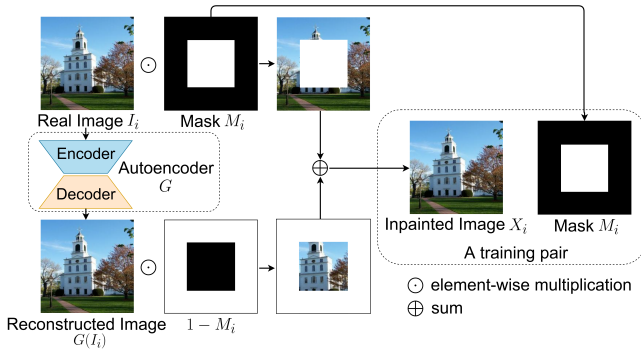 Real Image $I_i$
Mask $M_i$
Encoder
Autoencoder
$G$
Decoder
Inpainted Image $X_i$
Mask $M_i$
A training pair
Reconstructed Image
$G(I_i)$
$1 - M_i$
⊙ element-wise multiplication
⊕ sum